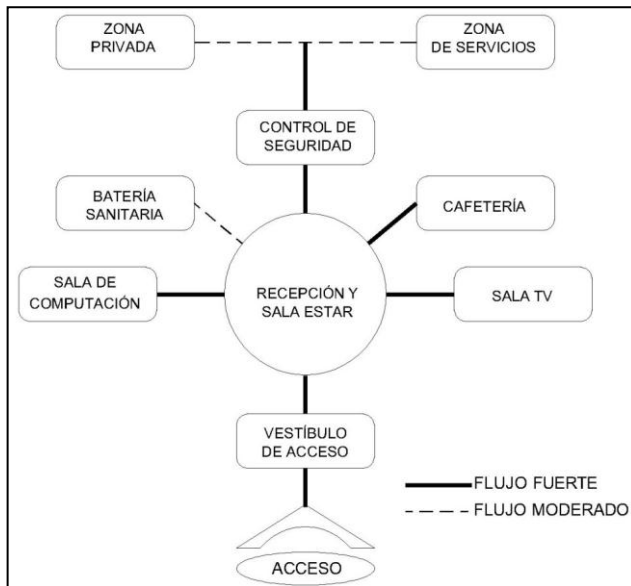 ZONA
PRIVADA
ZONA
DE SERVICIOS
CONTROL DE
SEGURIDAD
BATERÍA
SANITARIA
CAFETERÍA
SALA DE
COMPUTACIÓN
RECEPCIÓN Y
SALA ESTAR
SALA TV
VESTÍBULO
DE ACCESO
FLUJO FUERTE
FLUJO MODERADO
ACCESO